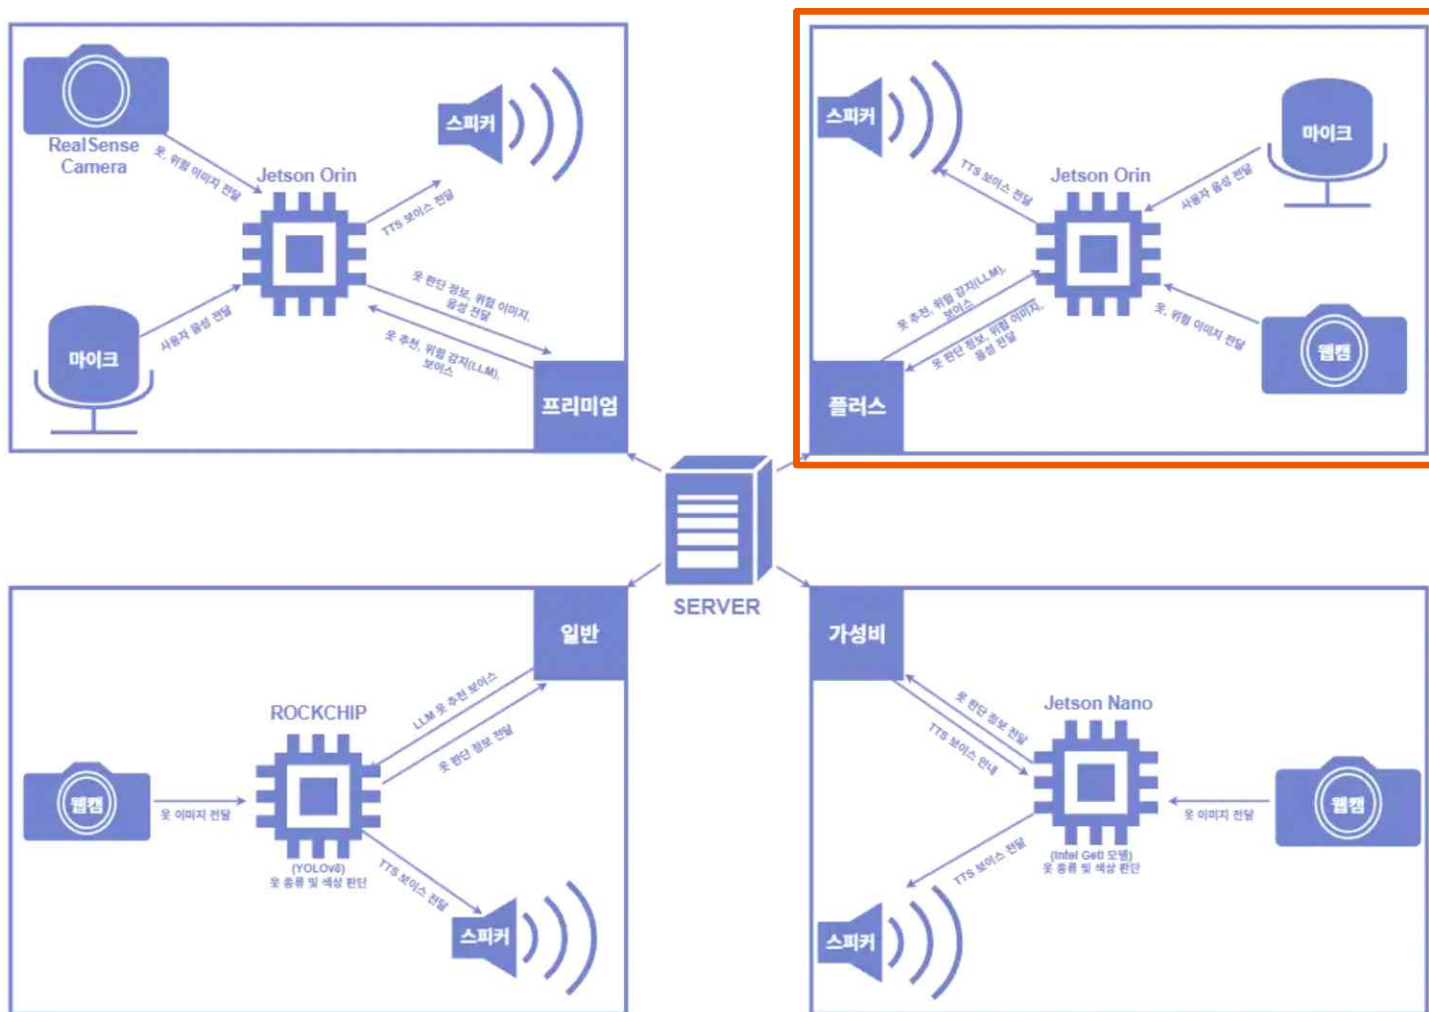 RealSense
Camera
옷, 위험 이미지 전달
Jetson Orin
스피커
TTS 보이스 전달
마이크
사용자 음성 전달
옷 판단 정보, 위험 이미지,
음성 전달
옷 추천, 위험 감지(LLM),
보이스
프리미엄
스피커
TTS 보이스 전달
Jetson Orin
마이크
사용자 음성 전달
옷 추천, 위험 감지(LLM),
보이스
옷 판단 정보, 위험 이미지,
음성 전달
옷, 위험 이미지 전달
웹캠
플러스
SERVER
일반
LLM 옷 추천 보이스
옷 판단 정보 전달
ROCKCHIP
웹캠
옷 이미지 전달
(YOLOv8)
옷 종류 및 색상 판단
TTS 보이스 전달
스피커
가성비
옷 판단 정보 전달
TTS 보이스 안내
Jetson Nano
웹캠
옷 이미지 전달
(Intel Geti 모델)
옷 종류 및 색상 판단
TTS 보이스 전달
스피커